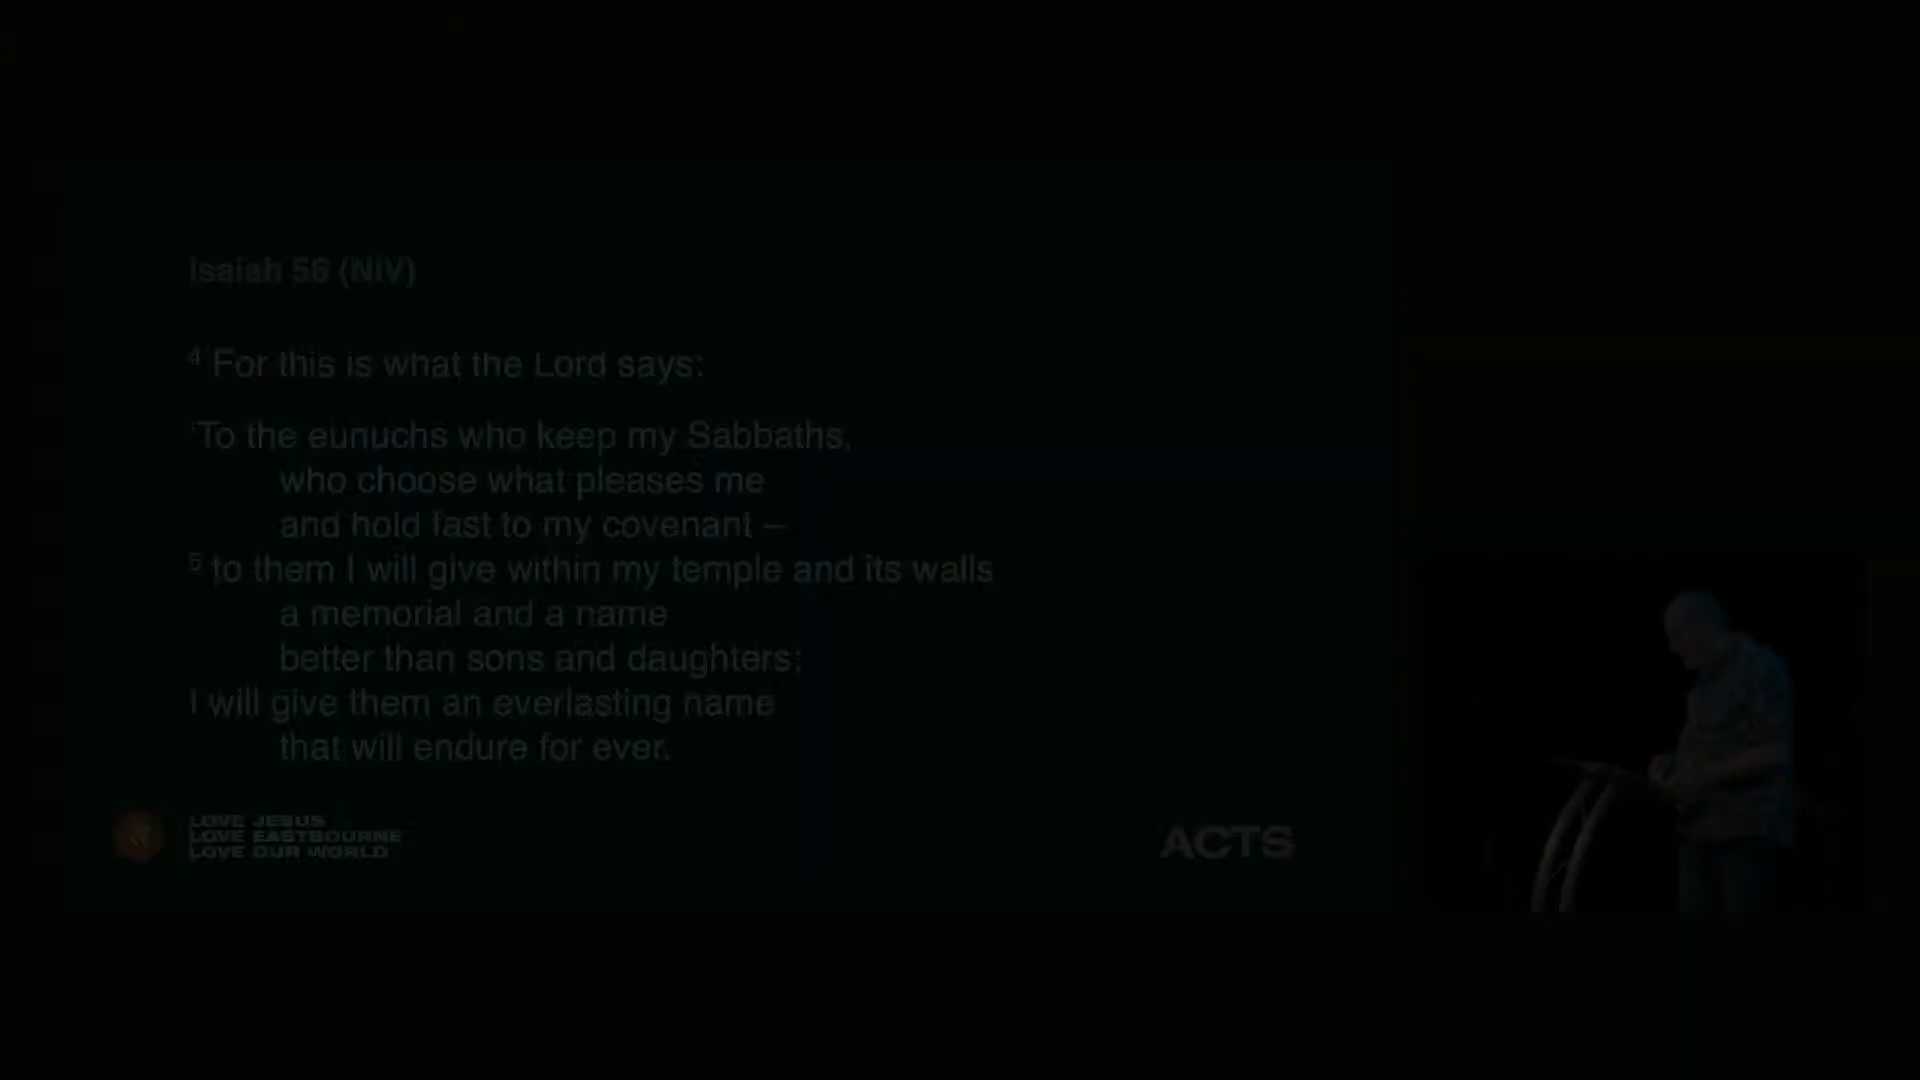 Isaiah 56 (NIV)
4 For this is what the Lord says:
'To the eunuchs who keep my Sabbaths,
who choose what pleases me
and hold fast to my covenant –
5 to them I will give within my temple and its walls
a memorial and a name
better than sons and daughters;
I will give them an everlasting name
that will endure for ever.
LOVE JESUS
LOVE EASTBOURNE
LOVE OUR WORLD
ACTS